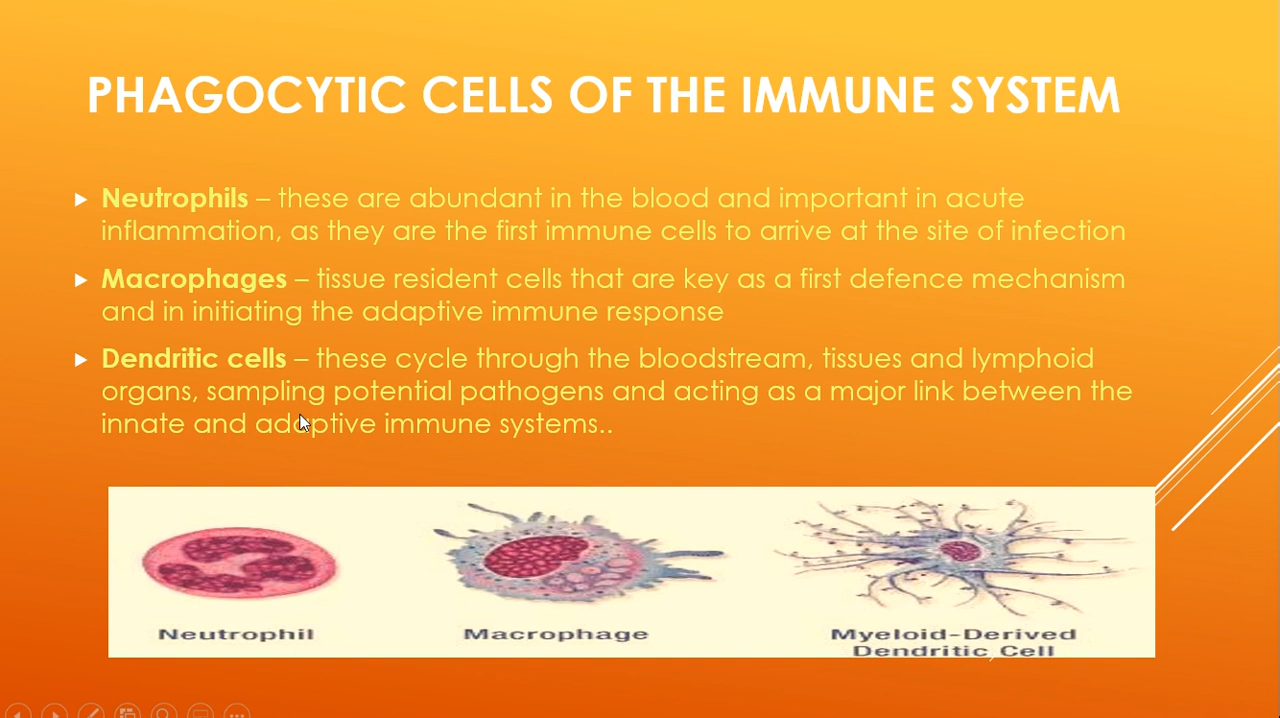 PHAGOCYTIC CELLS OF THE IMMUNE SYSTEM
Neutrophils – these are abundant in the blood and important in acute
inflammation, as they are the first immune cells to arrive at the site of infection
Macrophages – tissue resident cells that are key as a first defence mechanism
and in initiating the adaptive immune response
Dendritic cells – these cycle through the bloodstream, tissues and lymphoid
organs, sampling potential pathogens and acting as a major link between the
innate and adaptive immune systems..
Neutrophil
Macrophage
Myeloid-Derived
Dendritic Cell